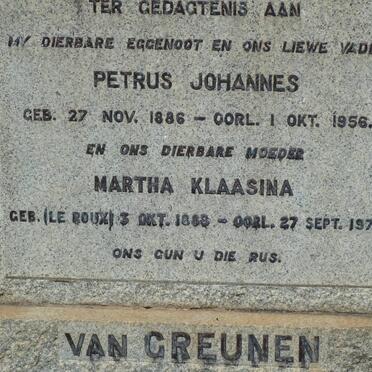 TER GEDAGTENIS AAN
MY DIERBARE EGGENOOT EN ONS LIEWE
PETRUS JOHANNES
GEB. 27 NOV. 1886 – OORL. 1 OKT. 1956.
EN ONS DIERBARE MOEDER
MARTHA KLAASINA
GEB. (LE ROUX) 3 OKT. 1888 – OORL. 27 SEPT.
ONS GUN U DIE RUS.
VAN GREUNEN